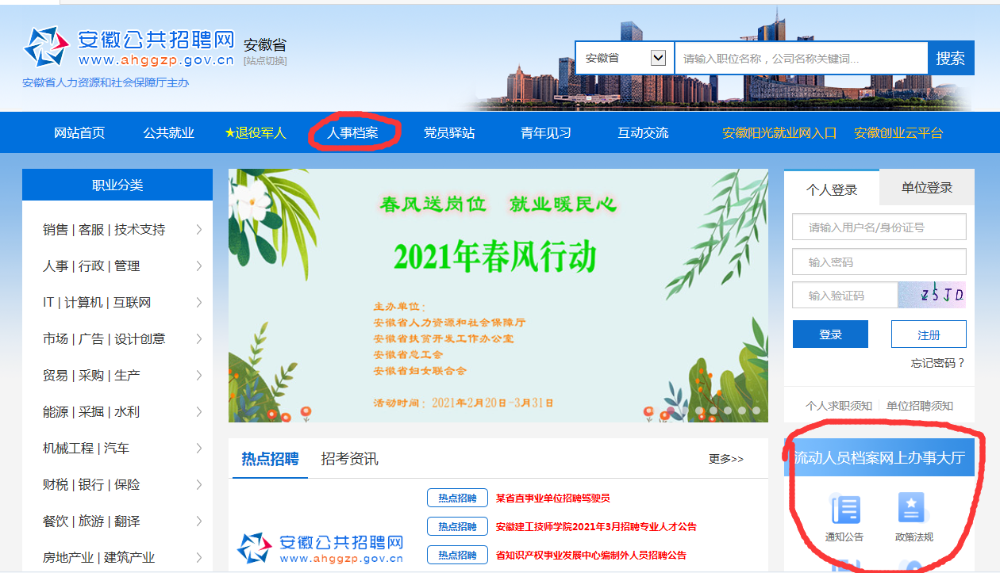 安徽公共招聘网
www.ahggzp.gov.cn
安徽省
[站点切换]
安徽省人力资源和社会保障厅主办
安徽省
请输入职位名称，公司名称关键词...
搜索
网站首页 公共就业 ★退役军人 人事档案 党员驿站 青年见习 互动交流 安徽阳光就业网入口 安徽创业云平台
职业分类
销售 | 客服 | 技术支持
人事 | 行政 | 管理
IT | 计算机 | 互联网
市场 | 广告 | 设计创意
贸易 | 采购 | 生产
能源 | 采掘 | 水利
机械工程 | 汽车
财税 | 银行 | 保险
餐饮 | 旅游 | 翻译
房地产业 | 建筑产业
春风送岗位 就业暖民心
2021年春风行动
主办单位：
安徽省人力资源和社会保障厅
安徽省扶贫开发工作办公室
安徽省总工会
安徽省妇女联合会
活动时间：2021年2月20日-3月31日
个人登录 单位登录
请输入用户名/身份证号
输入密码
输入验证码
zSJD
登录 注册
忘记密码？
个人求职须知 单位招聘须知
热点招聘 招考资讯 更多>>
热点招聘 某省直事业单位招聘驾驶员
热点招聘 安徽建工技师学院2021年3月招聘专业人才公告
热点招聘 省知识产权事业发展中心编制外人员招聘公告
安徽公共招聘网
www.ahggzp.gov.cn
流动人员档案网上办事大厅
通知公告 政策法规